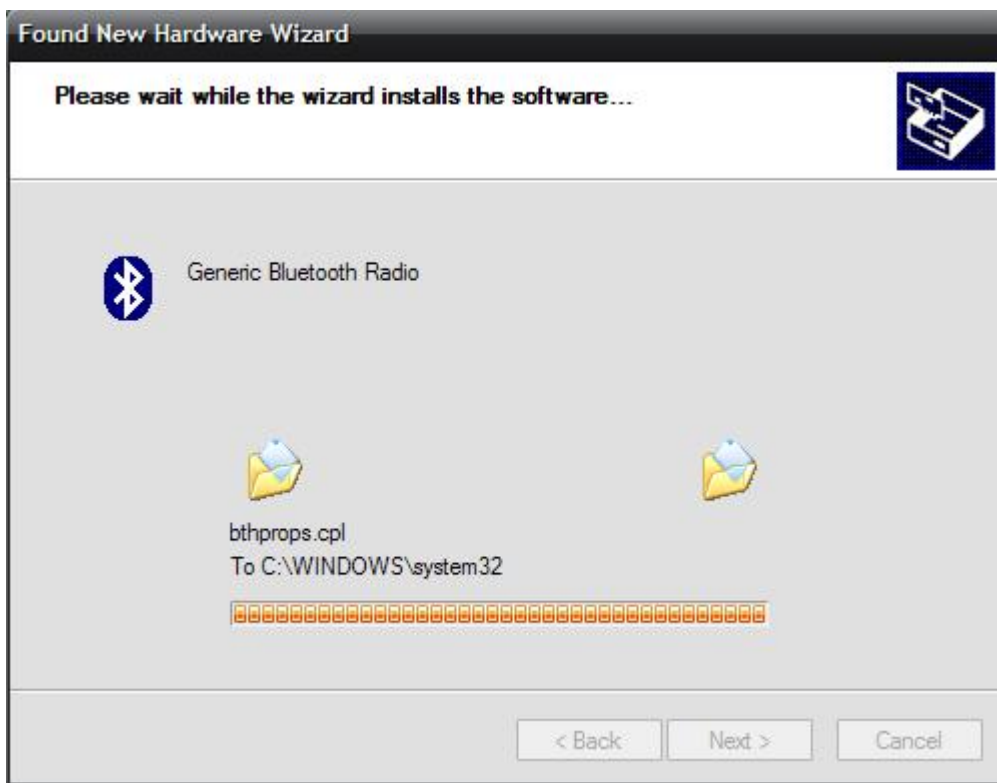 Found New Hardware Wizard
Please wait while the wizard installs the software...
Generic Bluetooth Radio
bthprops.cpl
To C:\WINDOWS\system32
< Back Next > Cancel